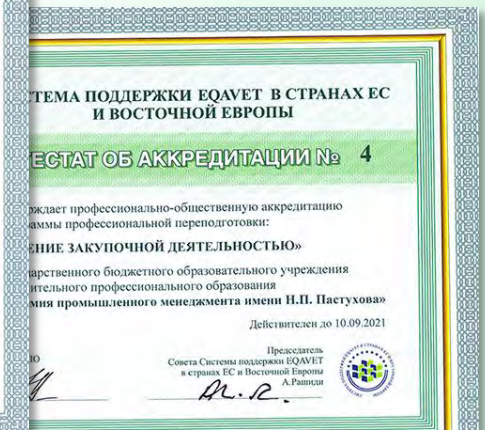 ТЕМА ПОДДЕРЖКИ EQAVET В СТРАНАХ ЕС
И ВОСТОЧНОЙ ЕВРОПЫ
ЕСТАТ ОБ АККРЕДИТАЦИИ № 4
рждает профессионально-общественную аккредитацию
раммы профессиональной переподготовки:
ЕНИЕ ЗАКУПОЧНОЙ ДЕЯТЕЛЬНОСТЬЮ»
дарственного бюджетного образовательного учреждения
ительного профессионального образования
мия промышленного менеджмента имени Н.П. Пастухова»
Действителен до 10.09.2021
Председатель
Совета Системы поддержки EQAVET
в странах ЕС и Восточной Европы
А.Рашиди